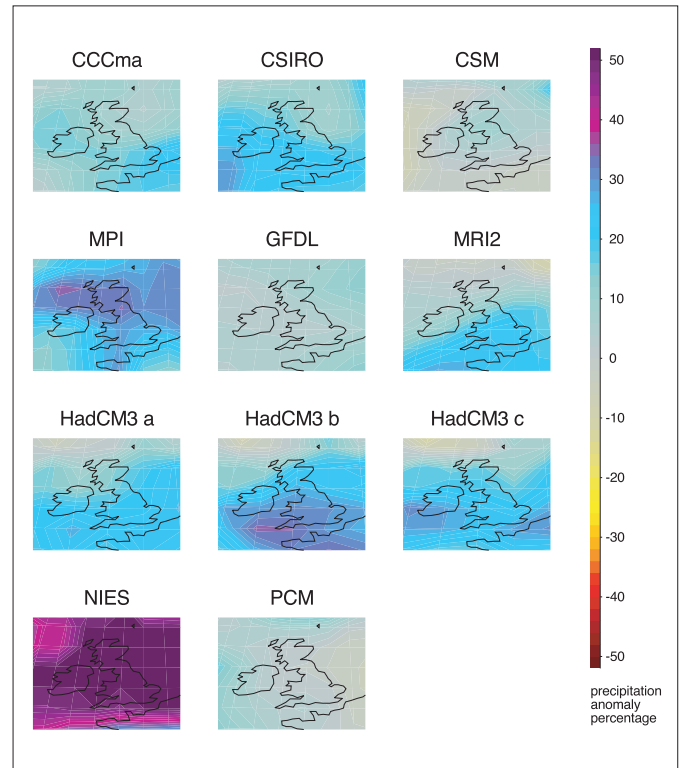 CCCma CSIRO CSM
MPI GFDL MRI2
HadCM3 a HadCM3 b HadCM3 c
NIES PCM
50
40
30
20
10
0
-10
-20
-30
-40
-50
precipitation
anomaly
percentage